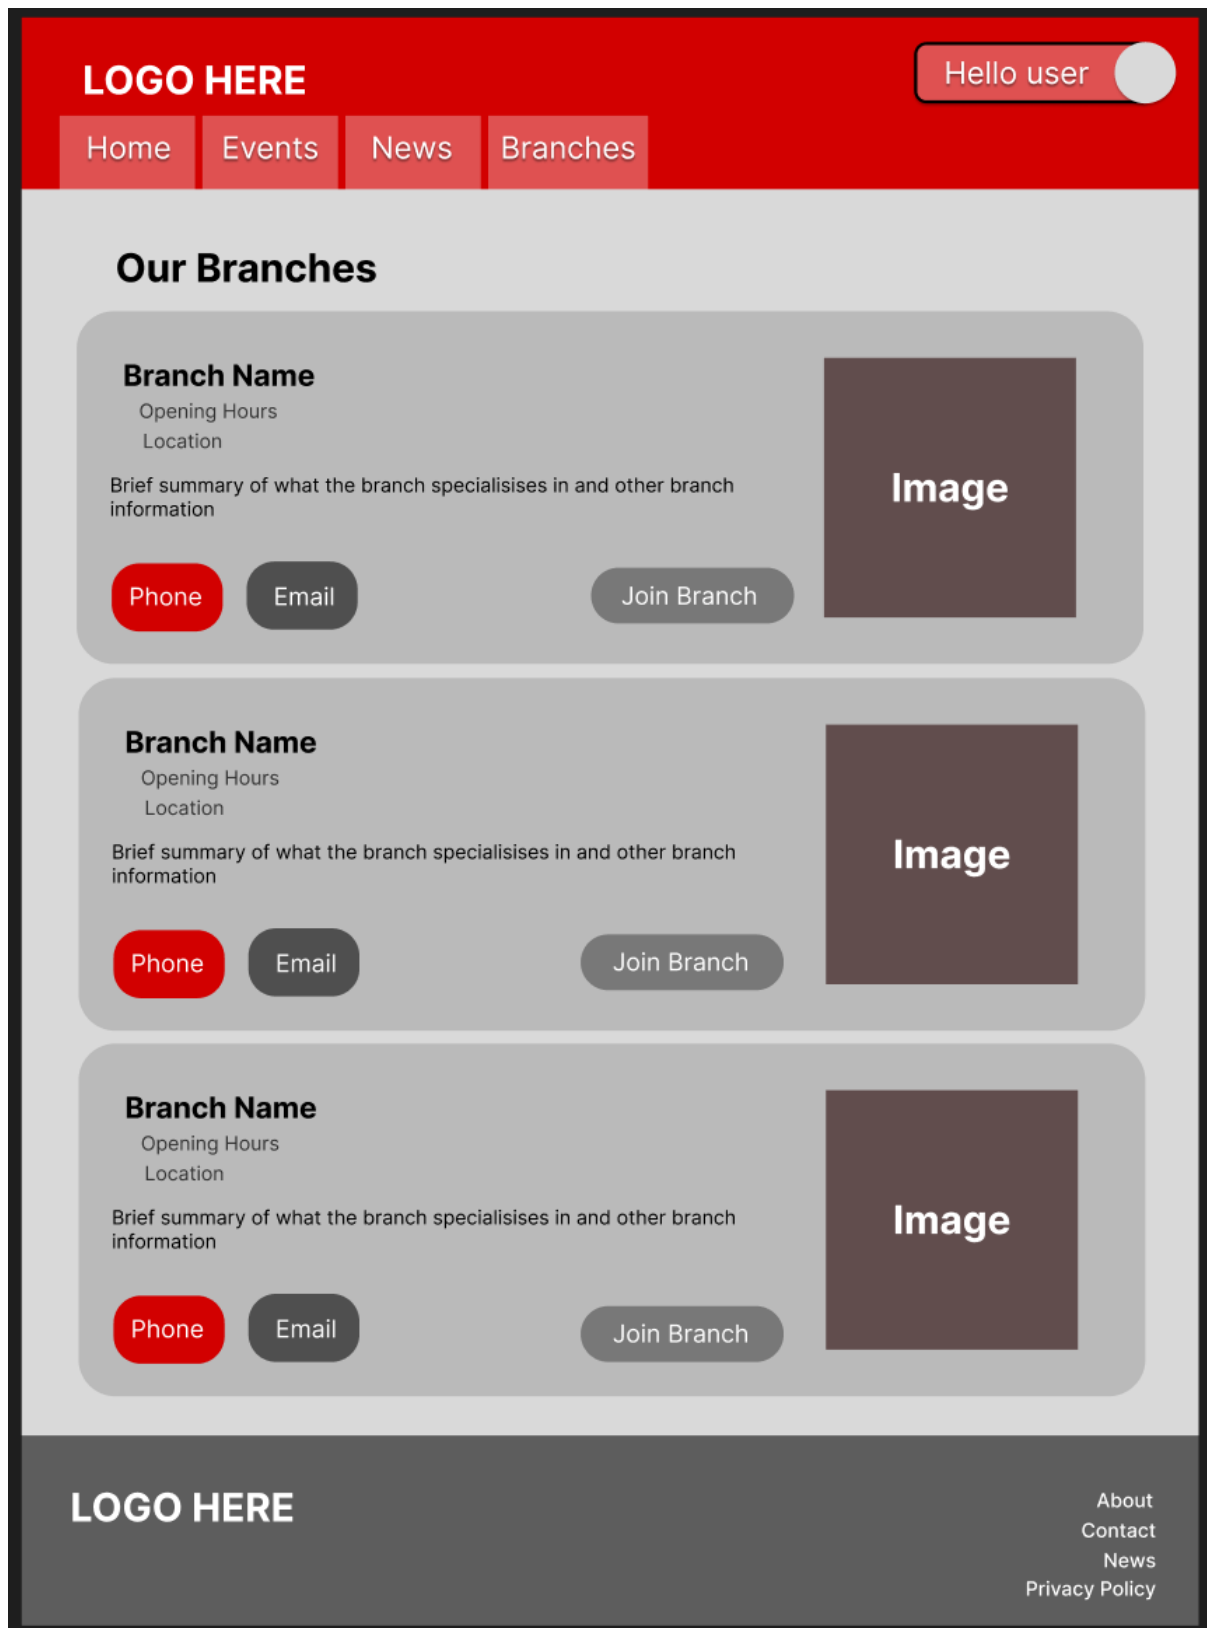 LOGO HERE
Hello user
Home
Events
News
Branches
Our Branches
Branch Name
Opening Hours
Location
Brief summary of what the branch specialisises in and other branch
information
Phone
Email
Join Branch
Image
Branch Name
Opening Hours
Location
Brief summary of what the branch specialisises in and other branch
information
Phone
Email
Join Branch
Image
Branch Name
Opening Hours
Location
Brief summary of what the branch specialisises in and other branch
information
Phone
Email
Join Branch
Image
LOGO HERE
About
Contact
News
Privacy Policy